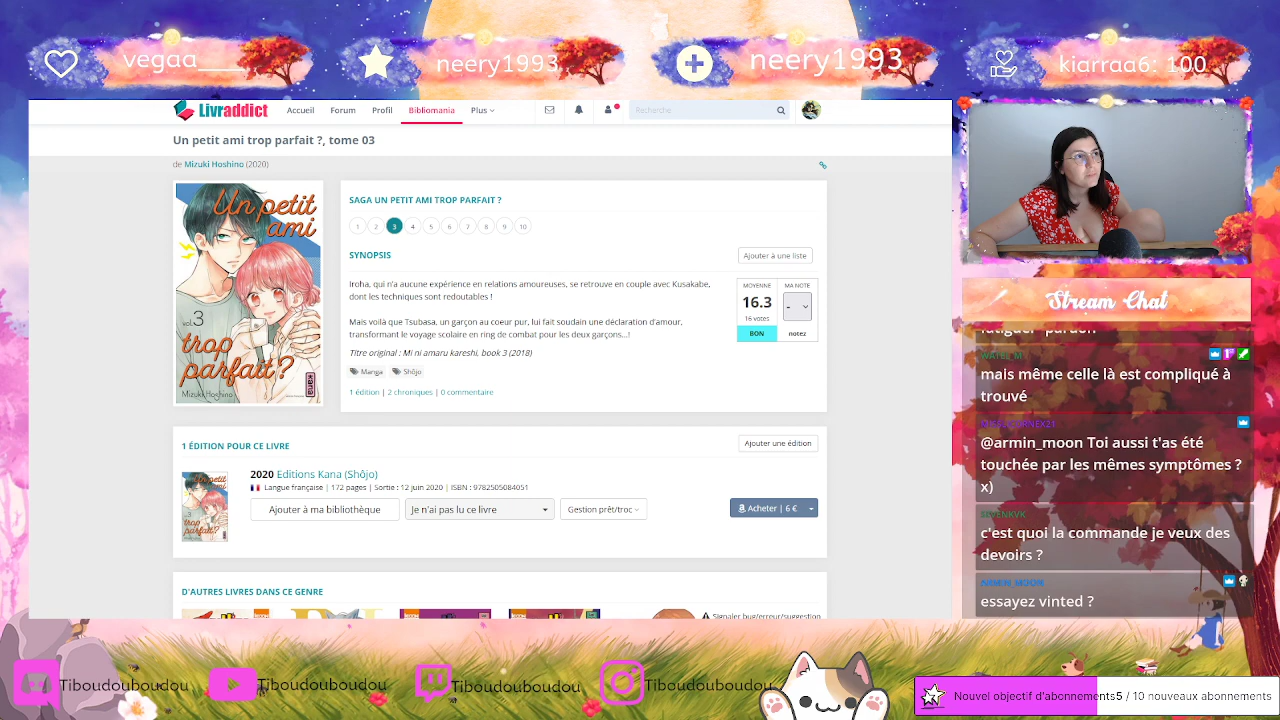 vegaa____
neery1993
neery1993
kiarraa6: 100
Livraddict
Accueil
Forum
Profil
Bibliomania
Plus
Recherche
Un petit ami trop parfait ?, tome 03
de Mizuki Hoshino (2020)
Un petit
ami
vol.3
trop
parfait?
Mizuki Hoshino
kana
SAGA UN PETIT AMI TROP PARFAIT ?
1 2 3 4 5 6 7 8 9 10
SYNOPSIS
Ajouter à une liste
Iroha, qui n'a aucune expérience en relations amoureuses, se retrouve en couple avec Kusakabe,
dont les techniques sont redoutables !
Mais voilà que Tsubasa, un garçon au coeur pur, lui fait soudain une déclaration d'amour,
transformant le voyage scolaire en ring de combat pour les deux garçons...!
Titre original : Mi ni amaru kareshi, book 3 (2018)
Manga
Shôjo
1 édition | 2 chroniques | 0 commentaire
MOYENNE
16.3
16 votes
BON
MA NOTE
-
notez
1 ÉDITION POUR CE LIVRE
Ajouter une édition
2020 Editions Kana (Shôjo)
Langue française | 172 pages | Sortie : 12 juin 2020 | ISBN : 9782505084051
Ajouter à ma bibliothèque
Je n'ai pas lu ce livre
Gestion prêt/troc
Acheter | 6 €
D'AUTRES LIVRES DANS CE GENRE
Signaler bug/erreur/suggestion
Stream Chat
fatiguer pardon
mais même celle là est compliqué à
trouvé
@armin_moon Toi aussi t'as été
touchée par les mêmes symptômes ?
x)
c'est quoi la commande je veux des
devoirs ?
ARMIN_MOON
essayez vinted ?
Tiboudouboudou
Tiboudouboudou
Tiboudouboudou
Tiboudouboudou
Nouvel objectif d'abonnements5 / 10 nouveaux abonnements